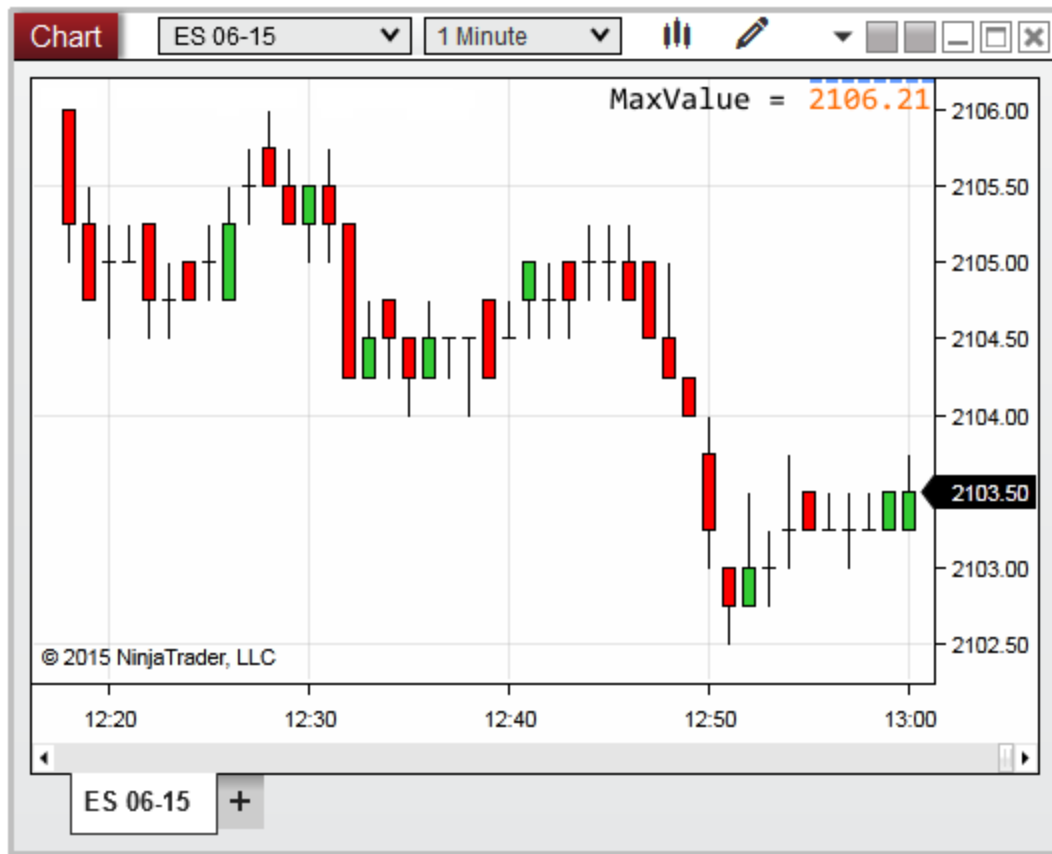 Chart
ES 06-15
1 Minute
MaxValue = 2106.21
2106.00
2105.50
2105.00
2104.50
2104.00
2103.50
2103.00
2102.50
© 2015 NinjaTrader, LLC
12:20 12:30 12:40 12:50 13:00
ES 06-15 +